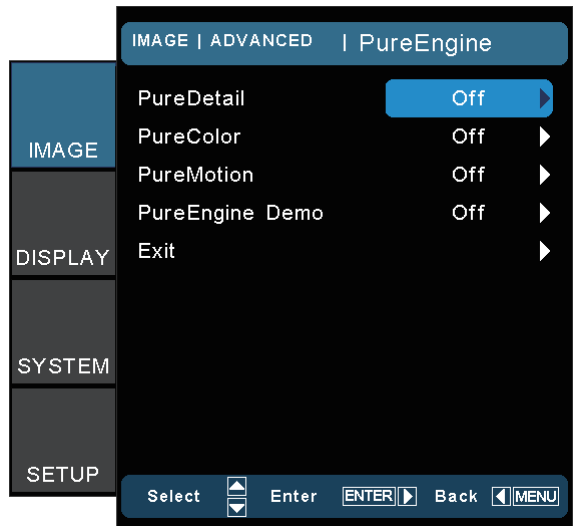 IMAGE | ADVANCED | PureEngine
PureDetail Off
PureColor Off
PureMotion Off
PureEngine Demo Off
Exit
IMAGE
DISPLAY
SYSTEM
SETUP
Select Enter ENTER Back MENU